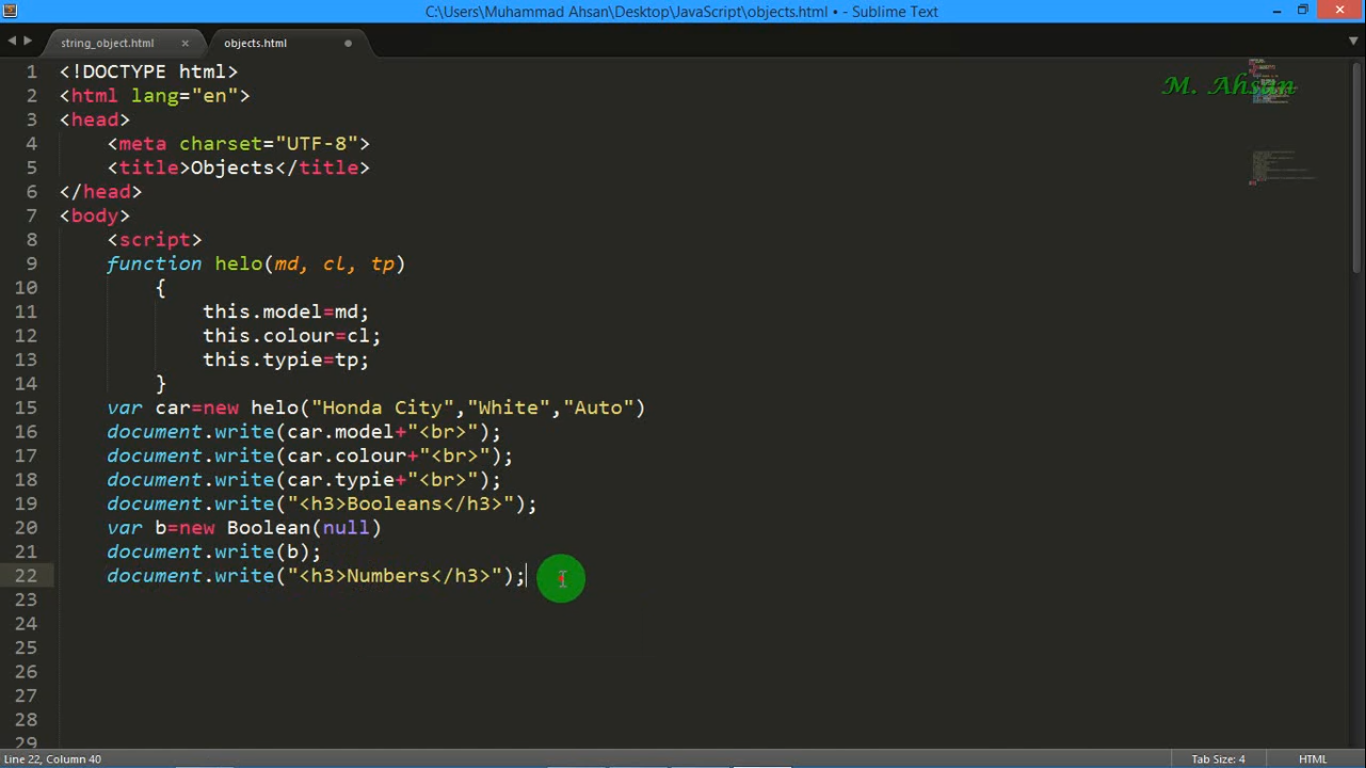 C:\Users\Muhammad Ahsan\Desktop\JavaScript\objects.html • - Sublime Text
string_object.html × objects.html
M. Ahsan
1 <!DOCTYPE html>
2 <html lang="en">
3 <head>
4 <meta charset="UTF-8">
5 <title>Objects</title>
6 </head>
7 <body>
8 <script>
9 function helo(md, cl, tp)
10 {
11 this.model=md;
12 this.colour=cl;
13 this.typie=tp;
14 }
15 var car=new helo("Honda City","White","Auto")
16 document.write(car.model+"<br>");
17 document.write(car.colour+"<br>");
18 document.write(car.typie+"<br>");
19 document.write("<h3>Booleans</h3>");
20 var b=new Boolean(null)
21 document.write(b);
22 document.write("<h3>Numbers</h3>");
23
24
25
26
27
28
29
Line 22, Column 40 Tab Size: 4 HTML